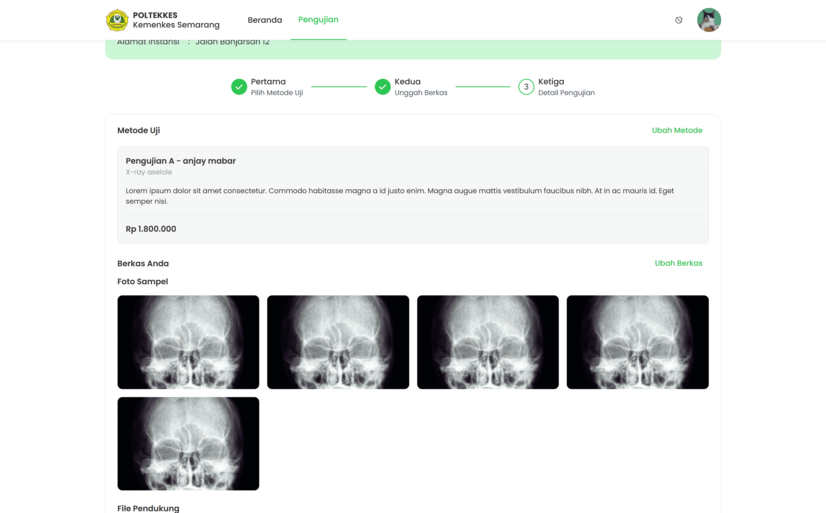 POLTEKKES
Kemenkes Semarang
Beranda
Pengujian
Alamat Instansi : Jalan Banjarsari 12
Pertama
Pilih Metode Uji
Kedua
Unggah Berkas
3
Ketiga
Detail Pengujian
Metode Uji
Ubah Metode
Pengujian A - anjay mabar
X-ray aselole
Lorem ipsum dolor sit amet consectetur. Commodo habitasse magna a id justo enim. Magna augue mattis vestibulum faucibus nibh. At in ac mauris id. Eget
semper nisi.
Rp 1.800.000
Berkas Anda
Ubah Berkas
Foto Sampel
File Pendukung